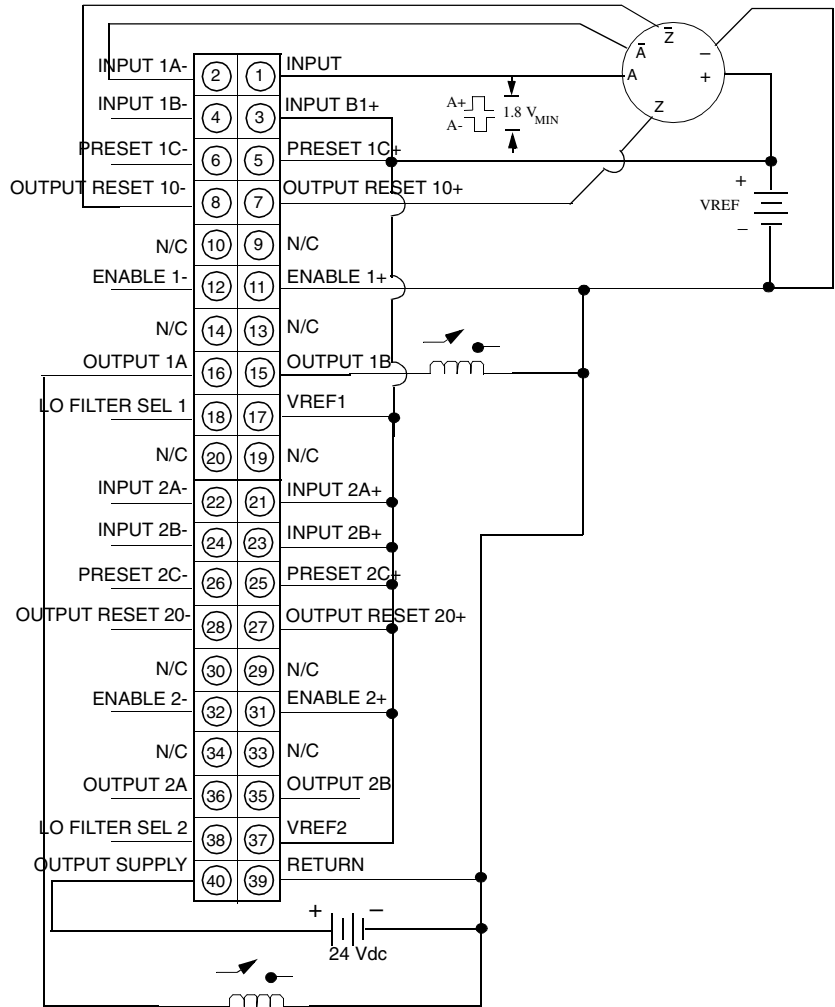 Z̅
A̅ –
INPUT 1A- 2 1 INPUT A +
INPUT 1B- 4 3 INPUT B1+ A+ 1.8 VMIN Z
A-
PRESET 1C- 6 5 PRESET 1C+
OUTPUT RESET 10- 8 7 OUTPUT RESET 10+ + VREF –
N/C 10 9 N/C
ENABLE 1- 12 11 ENABLE 1+
N/C 14 13 N/C
OUTPUT 1A 16 15 OUTPUT 1B
LO FILTER SEL 1 18 17 VREF1
N/C 20 19 N/C
INPUT 2A- 22 21 INPUT 2A+
INPUT 2B- 24 23 INPUT 2B+
PRESET 2C- 26 25 PRESET 2C+
OUTPUT RESET 20- 28 27 OUTPUT RESET 20+
N/C 30 29 N/C
ENABLE 2- 32 31 ENABLE 2+
N/C 34 33 N/C
OUTPUT 2A 36 35 OUTPUT 2B
LO FILTER SEL 2 38 37 VREF2
OUTPUT SUPPLY 40 39 RETURN
+ –
24 Vdc